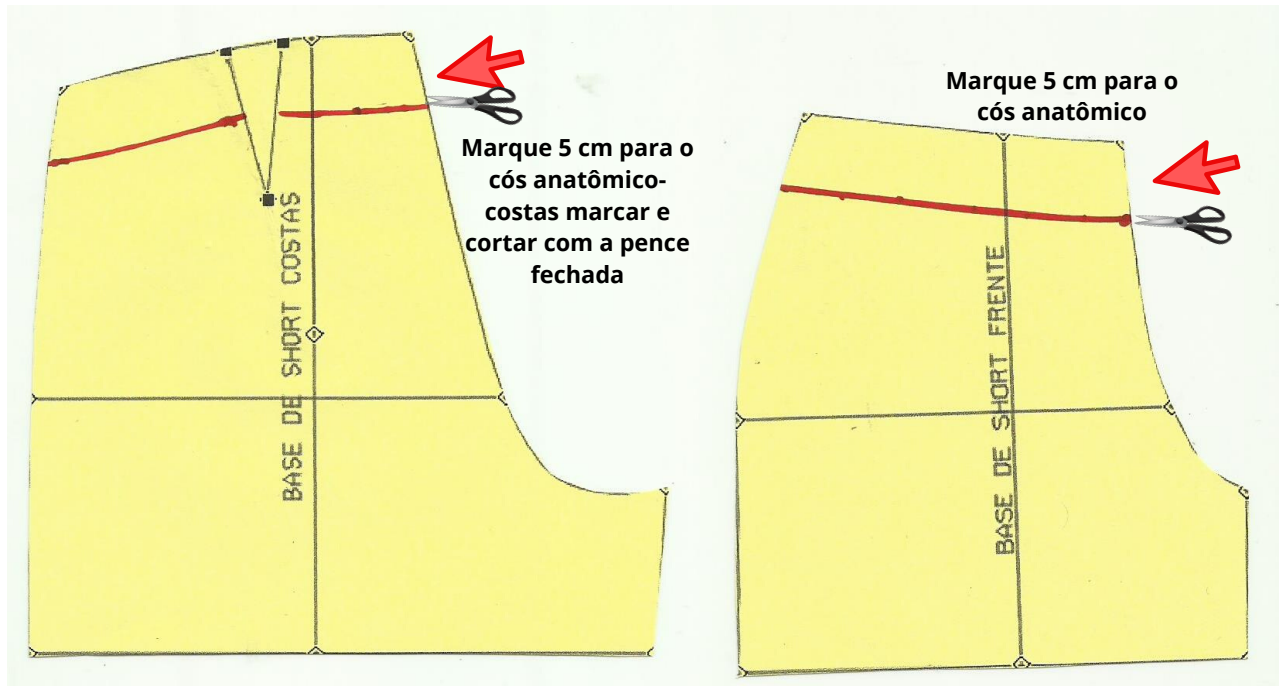 Marque 5 cm para o
cós anatômico-
costas marcar e
cortar com a pence
fechada
BASE DE SHORT COSTAS
Marque 5 cm para o
cós anatômico
BASE DE SHORT FRENTE